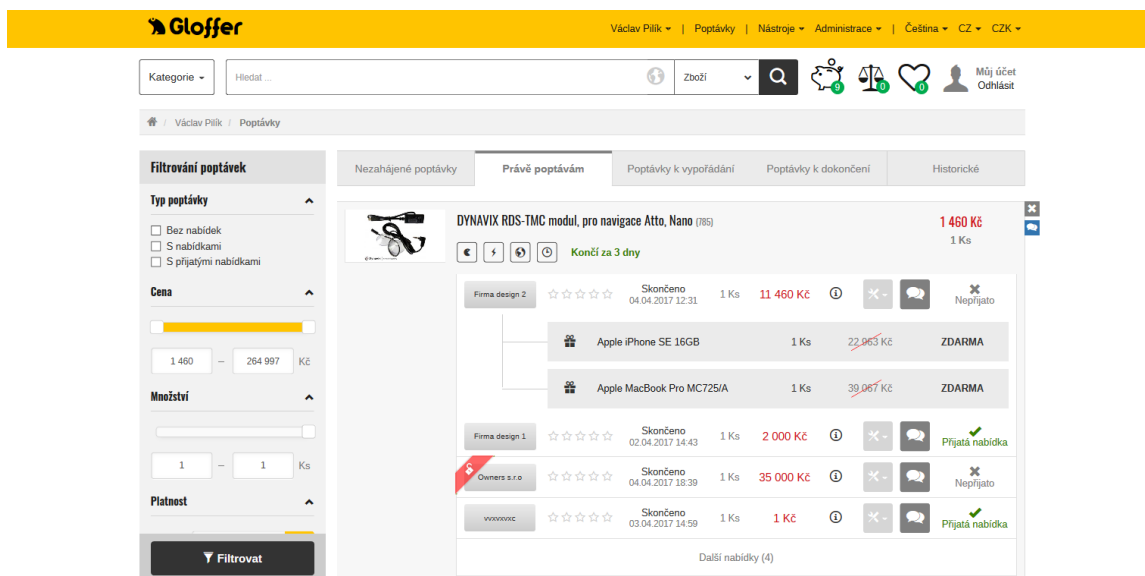 Gloffer
Václav Pilík | Poptávky | Nástroje Administrace | Čeština CZ CZK
Kategorie Hledat ... Zboží 9 0 0 Můj účet
Odhlásit
/ Václav Pilík / Poptávky
Filtrování poptávek
Typ poptávky
Bez nabídek
S nabídkami
S přijatými nabídkami
Cena
1 460 – 264 997 Kč
Množství
1 – 1 Ks
Platnost
Filtrovat
Nezahájené poptávky Právě poptávám Poptávky k vypořádání Poptávky k dokončení Historické
DYNAVIX RDS-TMC modul, pro navigace Atto, Nano (785) 1 460 Kč
1 Ks
Končí za 3 dny
Firma design 2 Skončeno 04.04.2017 12:31 1 Ks 11 460 Kč Nepřijato
Apple iPhone SE 16GB 1 Ks 22 963 Kč ZDARMA
Apple MacBook Pro MC725/A 1 Ks 39 067 Kč ZDARMA
Firma design 1 Skončeno 02.04.2017 14:43 1 Ks 2 000 Kč Přijatá nabídka
Owners s.r.o Skončeno 04.04.2017 18:39 1 Ks 35 000 Kč Nepřijato
Skončeno 03.04.2017 14:59 1 Ks 1 Kč Přijatá nabídka
Další nabídky (4)